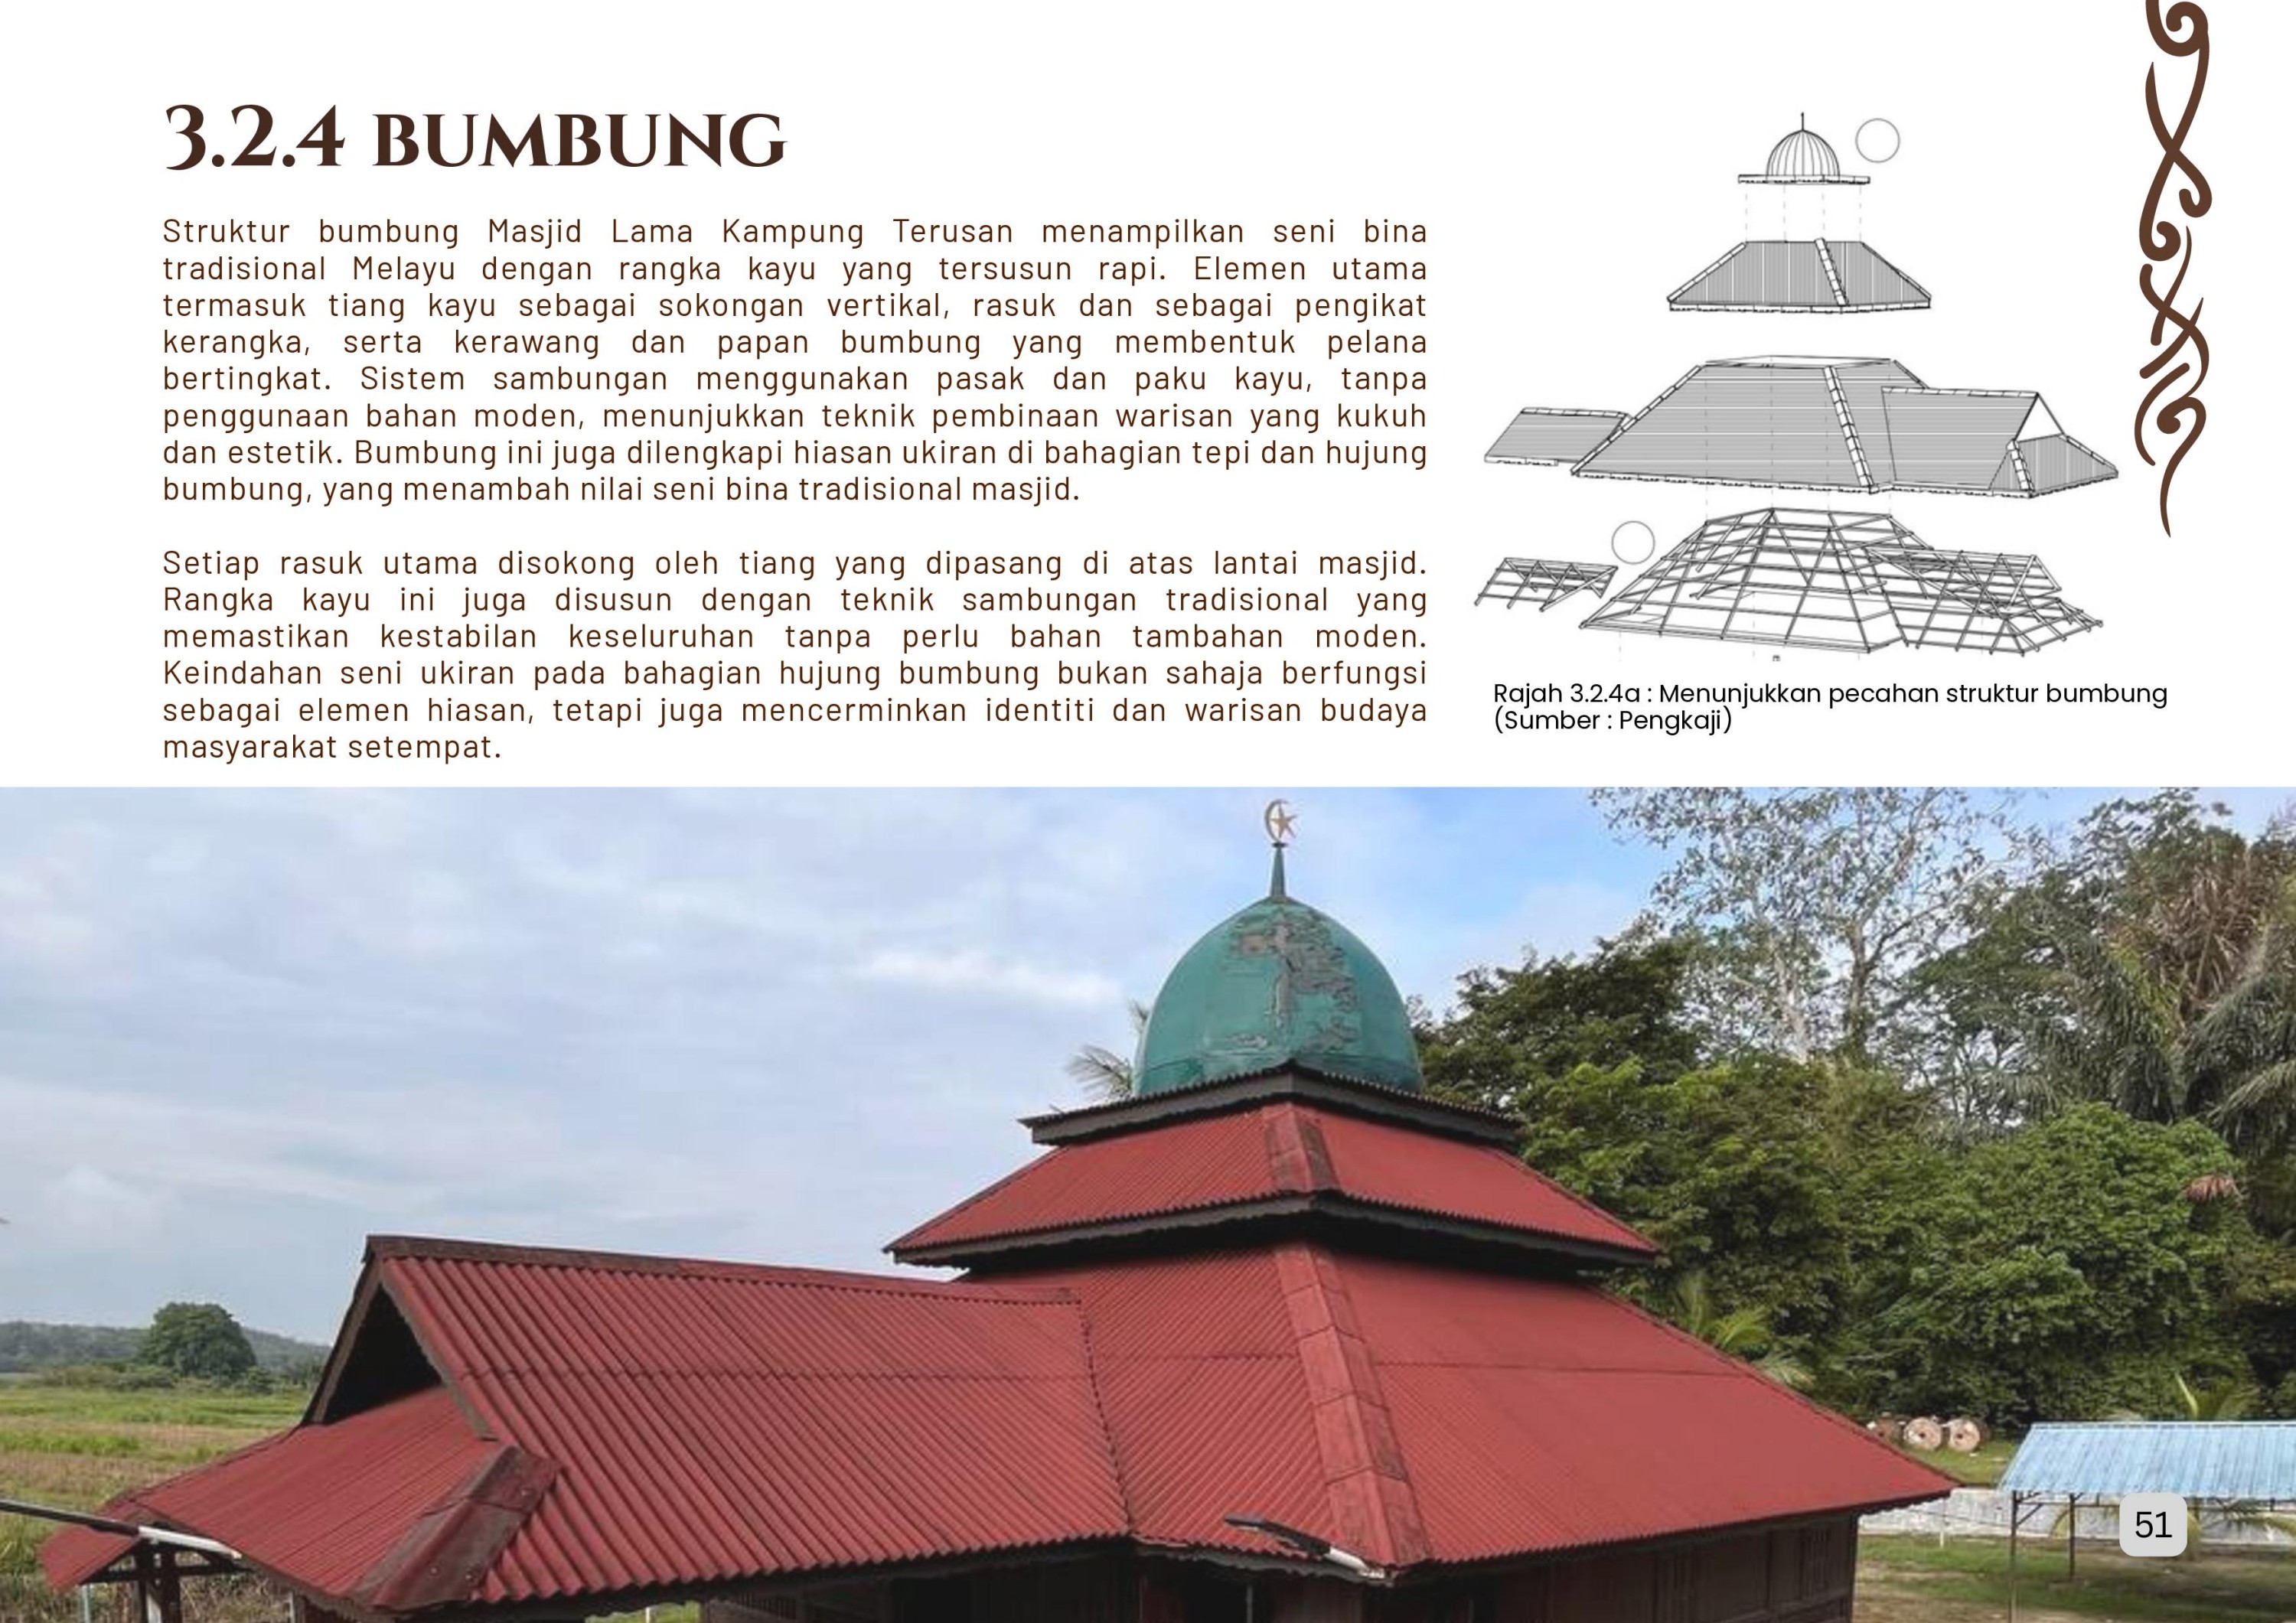 3.2.4 BUMBUNG
Struktur bumbung Masjid Lama Kampung Terusan menampilkan seni bina
tradisional Melayu dengan rangka kayu yang tersusun rapi. Elemen utama
termasuk tiang kayu sebagai sokongan vertikal, rasuk dan sebagai pengikat
kerangka, serta kerawang dan papan bumbung yang membentuk pelana
bertingkat. Sistem sambungan menggunakan pasak dan paku kayu, tanpa
penggunaan bahan moden, menunjukkan teknik pembinaan warisan yang kukuh
dan estetik. Bumbung ini juga dilengkapi hiasan ukiran di bahagian tepi dan hujung
bumbung, yang menambah nilai seni bina tradisional masjid.
Setiap rasuk utama disokong oleh tiang yang dipasang di atas lantai masjid.
Rangka kayu ini juga disusun dengan teknik sambungan tradisional yang
memastikan kestabilan keseluruhan tanpa perlu bahan tambahan moden.
Keindahan seni ukiran pada bahagian hujung bumbung bukan sahaja berfungsi
sebagai elemen hiasan, tetapi juga mencerminkan identiti dan warisan budaya
masyarakat setempat.
Rajah 3.2.4a : Menunjukkan pecahan struktur bumbung
(Sumber : Pengkaji)
51